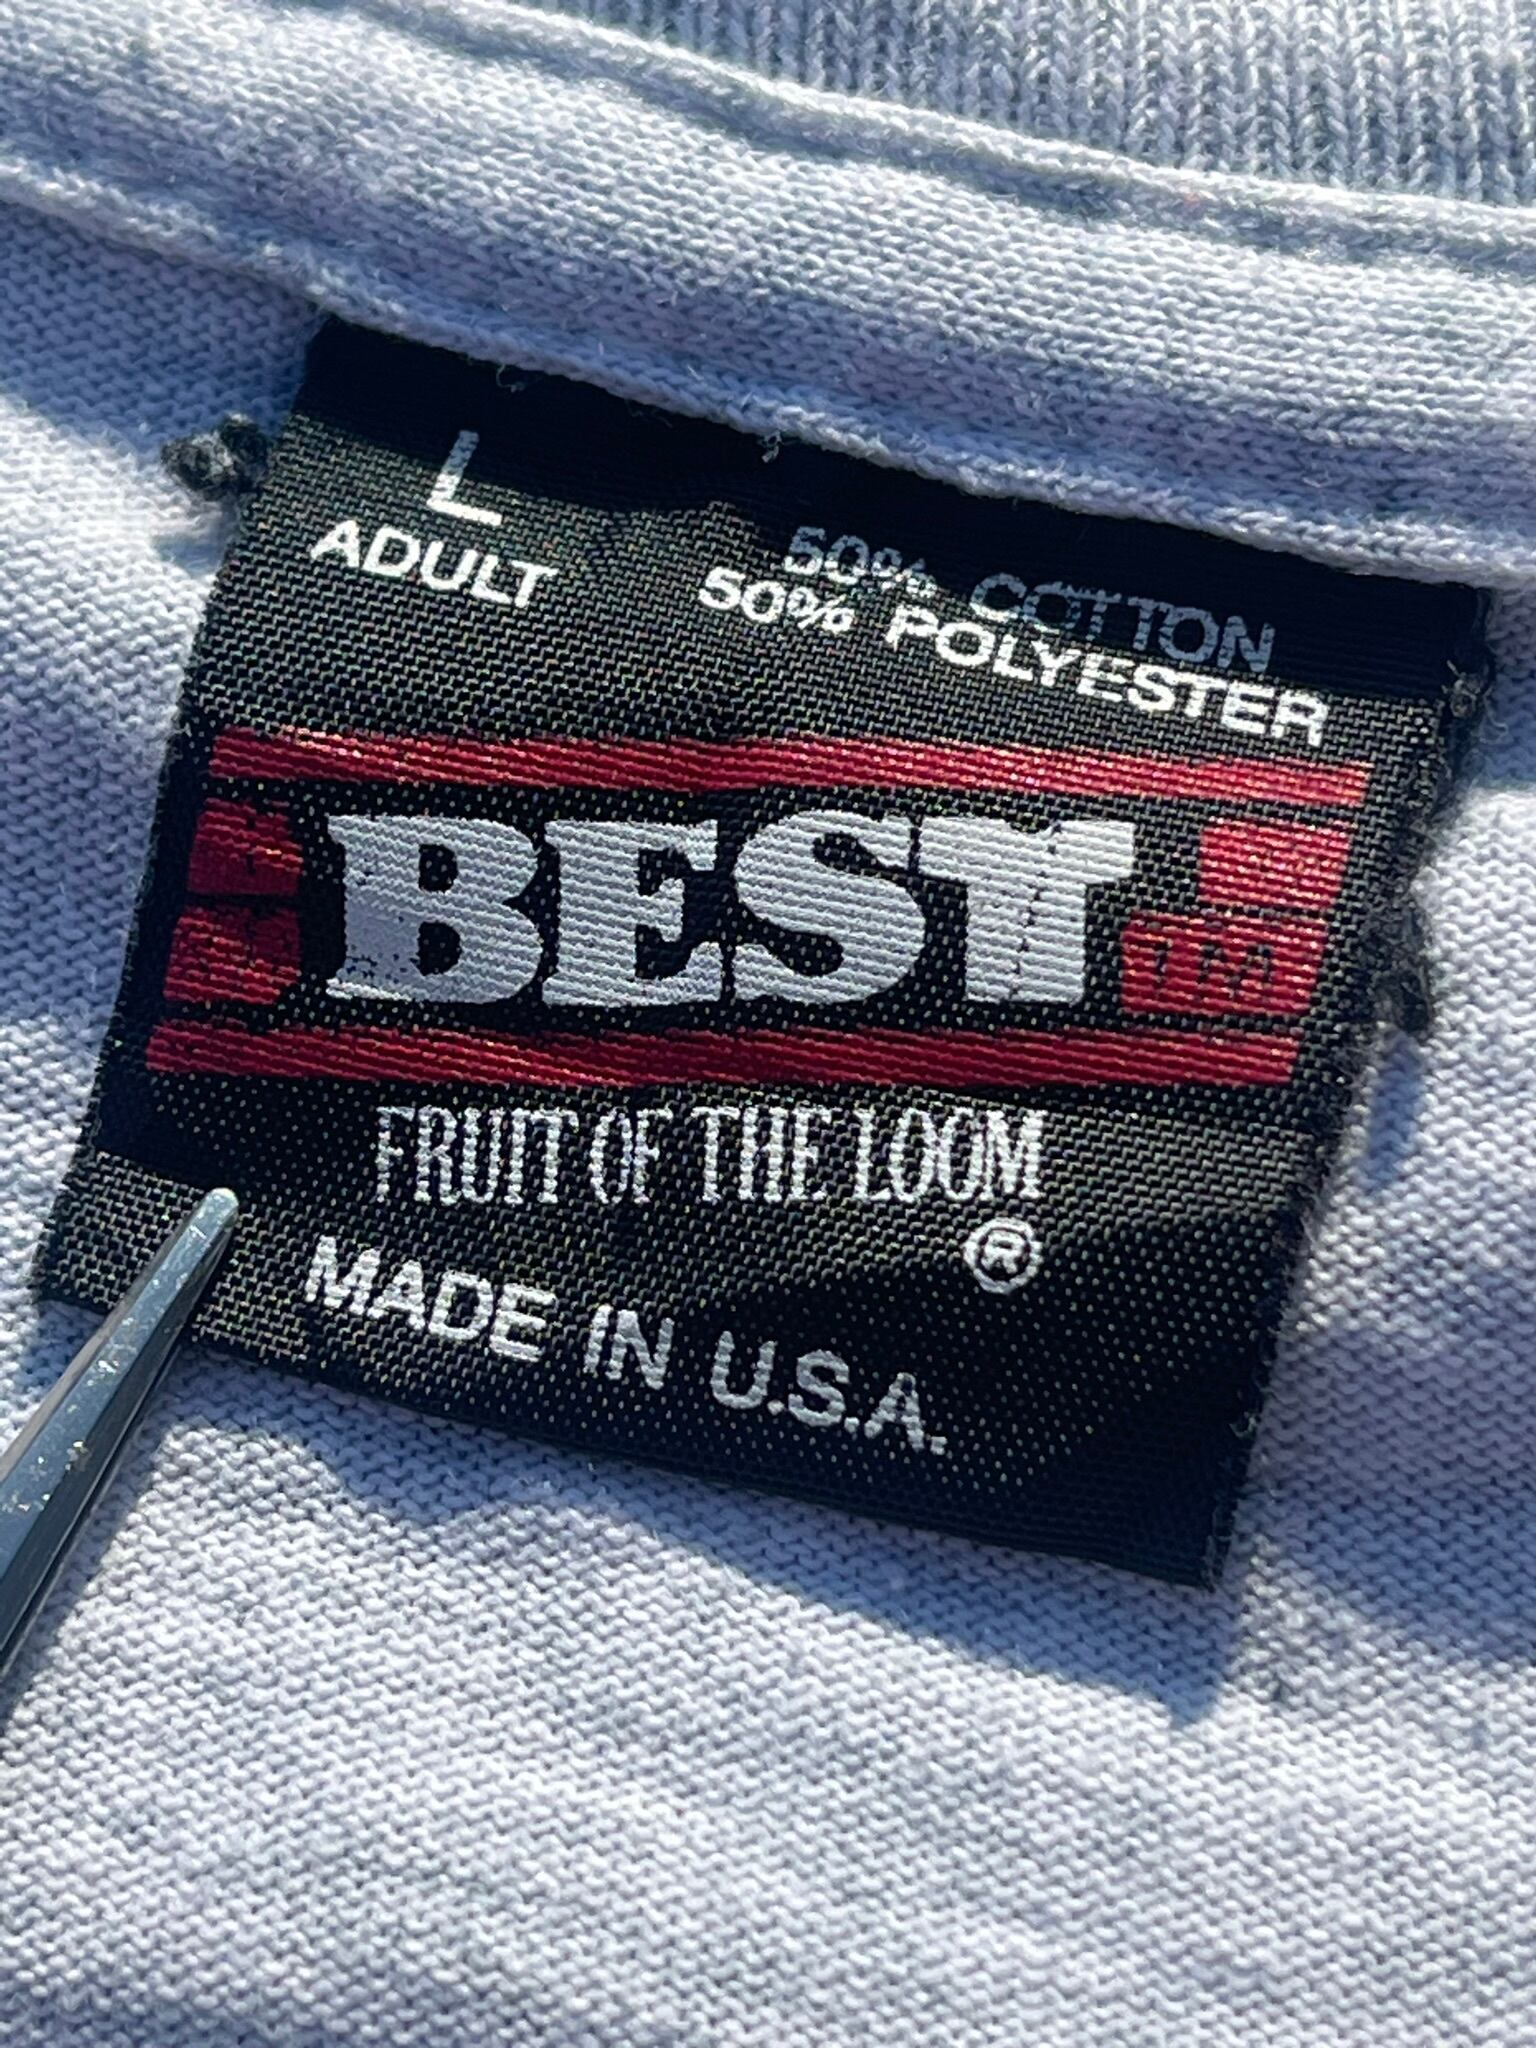 L
ADULT
50% COTTON
50% POLYESTER
BEST
TM
FRUIT OF THE LOOM
®
MADE IN U.S.A.